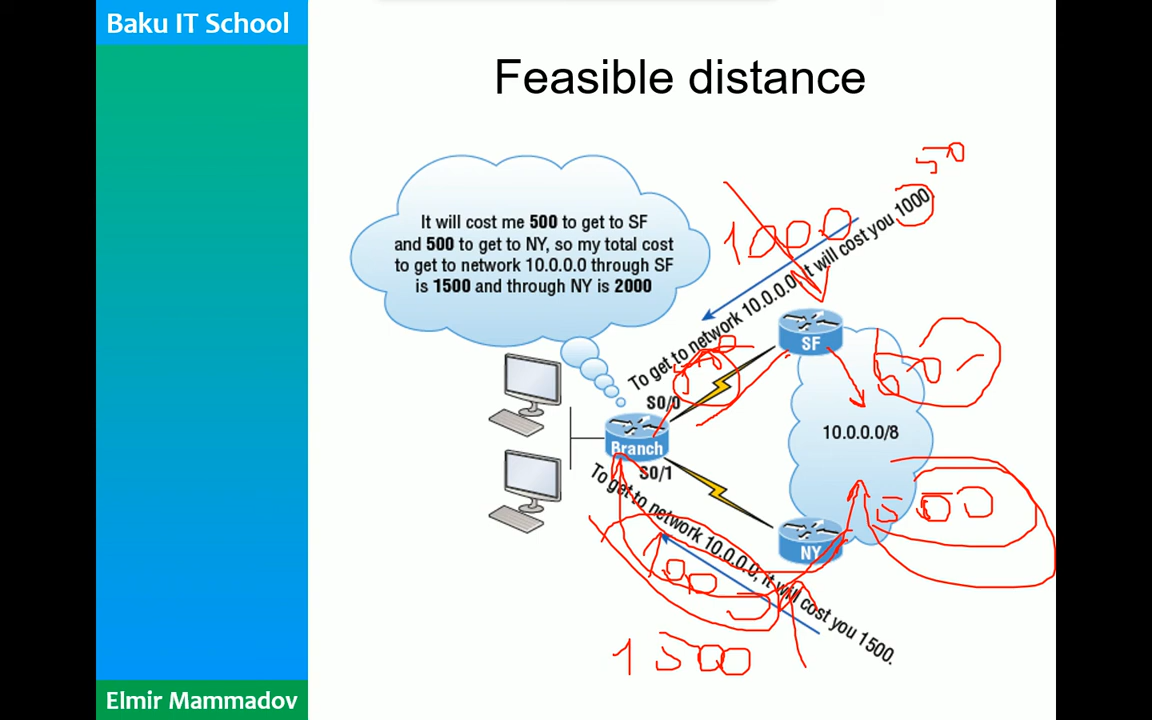 Baku IT School
Feasible distance
It will cost me 500 to get to SF
and 500 to get to NY, so my total cost
to get to network 10.0.0.0 through SF
is 1500 and through NY is 2000
To get to network 10.0.0.0, it will cost you 1000
50
1000
SF
S0/0
10.0.0.0/8
Branch
S0/1
To get to network 10.0.0.0, it will cost you 1500.
500
NY
1500
Elmir Mammadov